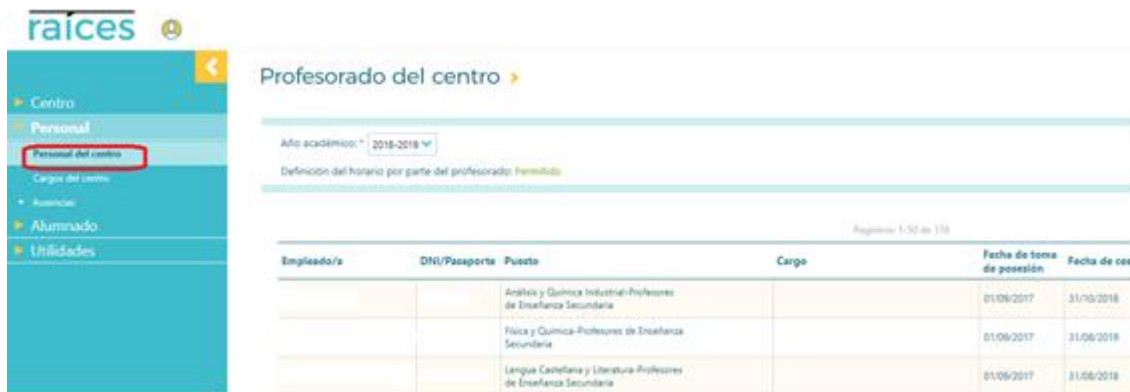 raíces
Profesorado del centro
Centro
Personal
Personal del centro
Cargos del centro
Ausencias
Alumnado
Utilidades
Año académico: * 2018-2019
Definición del horario por parte del profesorado: Permitido
Registros 1-50 de 178
Empleado/a DNI/Pasaporte Puesto Cargo Fecha de toma de posesión Fecha de ces
Análisis y Química Industrial-Profesores
de Enseñanza Secundaria
01/09/2017 31/10/2018
Física y Química-Profesores de Enseñanza
Secundaria
01/09/2017 31/08/2019
Lengua Castellana y Literatura-Profesores
de Enseñanza Secundaria
01/09/2017 31/08/2018